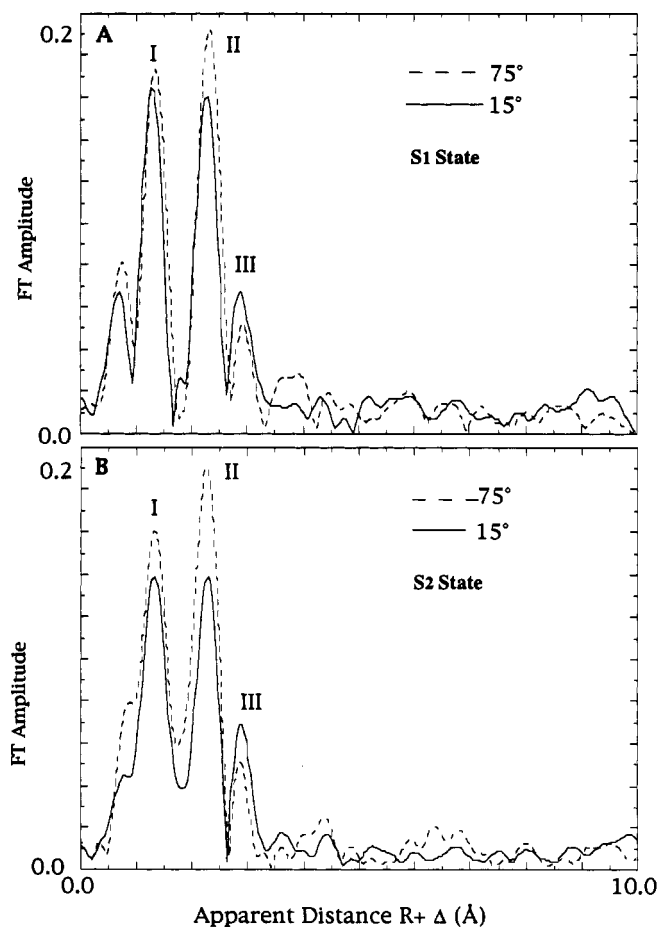 0.2
A
I
II
75°
15°
S1 State
FT Amplitude
III
0.0
0.2
B
I
II
75°
15°
S2 State
FT Amplitude
III
0.0
0.0
10.0
Apparent Distance R+ Δ (Å)